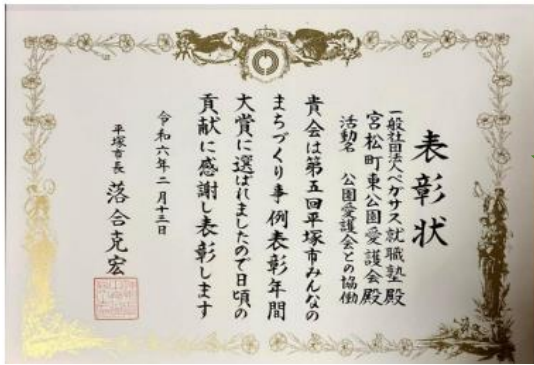 表彰状
一般社団法人ペガサス就職塾殿
宮松町東公園愛護会殿
活動名 公園愛護会との協働
貴会は第五回平塚市みんなの
まちづくり事例表彰年間
大賞に選ばれましたので日頃の
貢献に感謝し表彰します
令和六年二月十三日
平塚市長 落合克宏